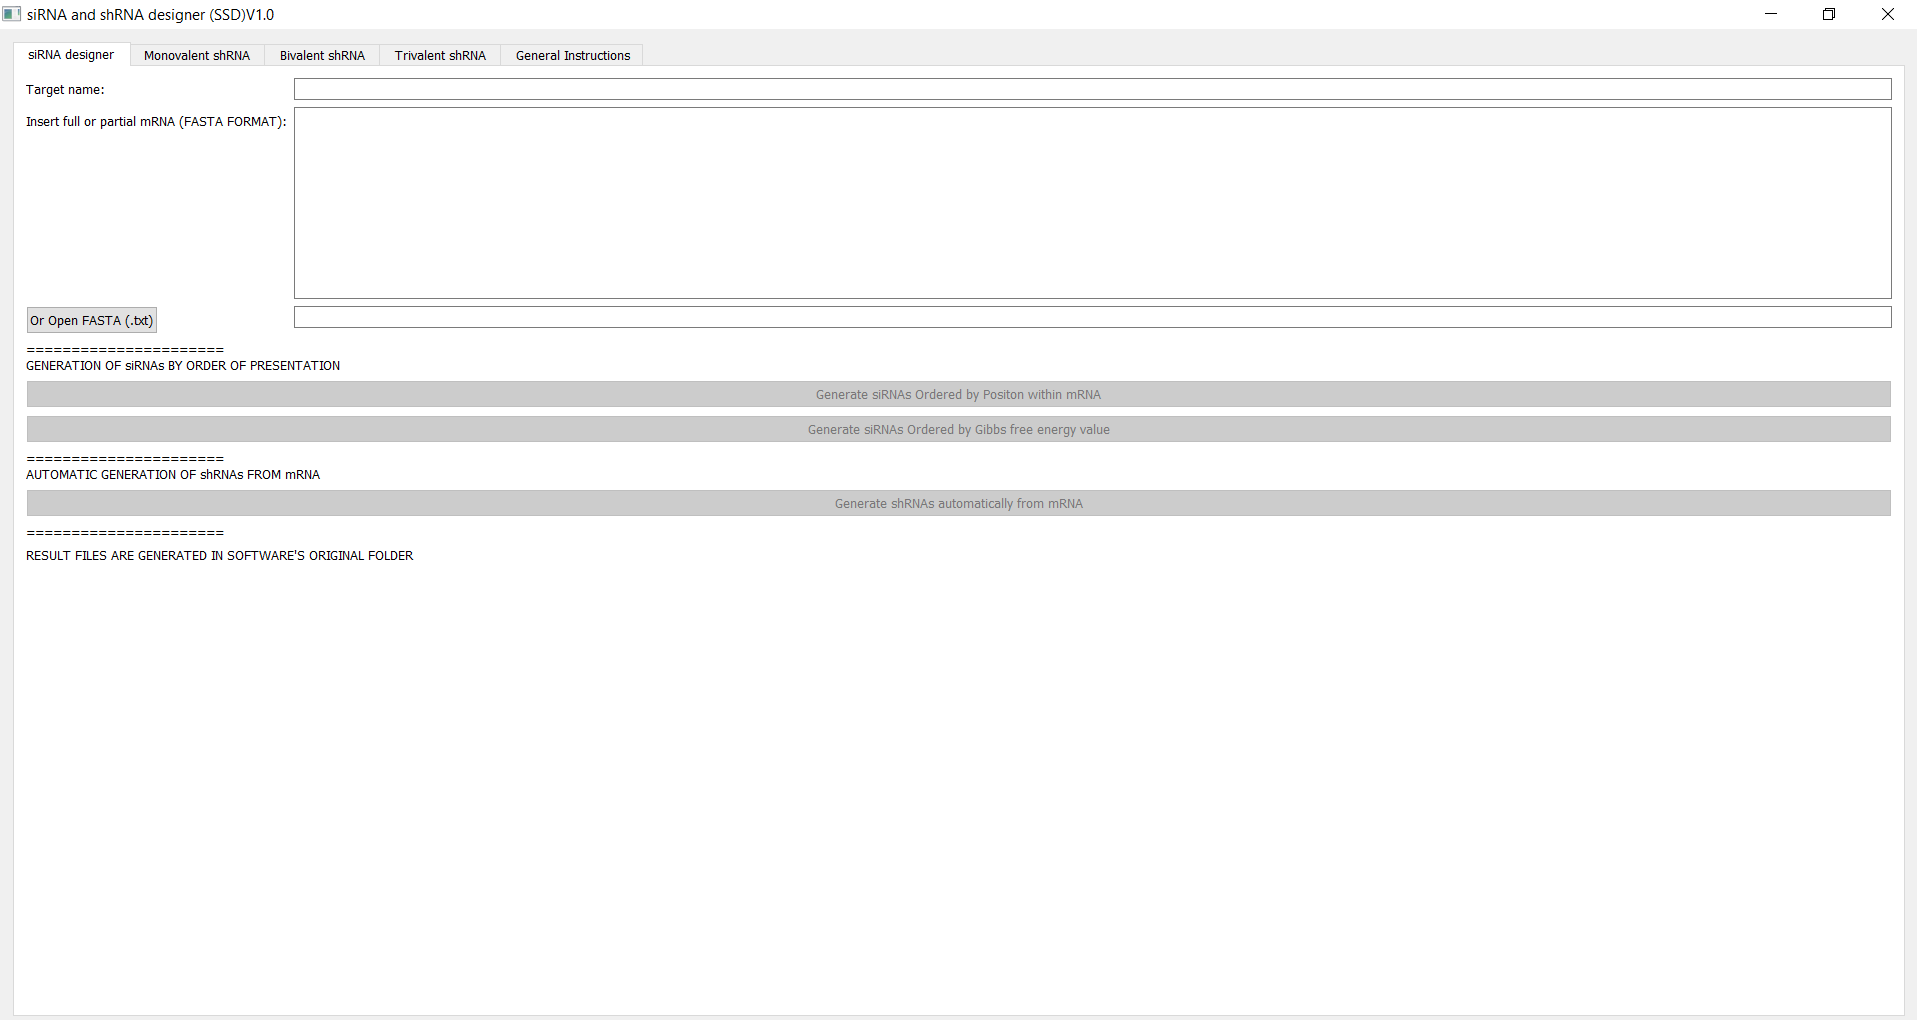 siRNA and shRNA designer (SSD)V1.0
siRNA designer
Monovalent shRNA
Bivalent shRNA
Trivalent shRNA
General Instructions
Target name:
Insert full or partial mRNA (FASTA FORMAT):
Or Open FASTA (.txt)
======================
GENERATION OF siRNAs BY ORDER OF PRESENTATION
Generate siRNAs Ordered by Positon within mRNA
Generate siRNAs Ordered by Gibbs free energy value
======================
AUTOMATIC GENERATION OF shRNAs FROM mRNA
Generate shRNAs automatically from mRNA
======================
RESULT FILES ARE GENERATED IN SOFTWARE'S ORIGINAL FOLDER